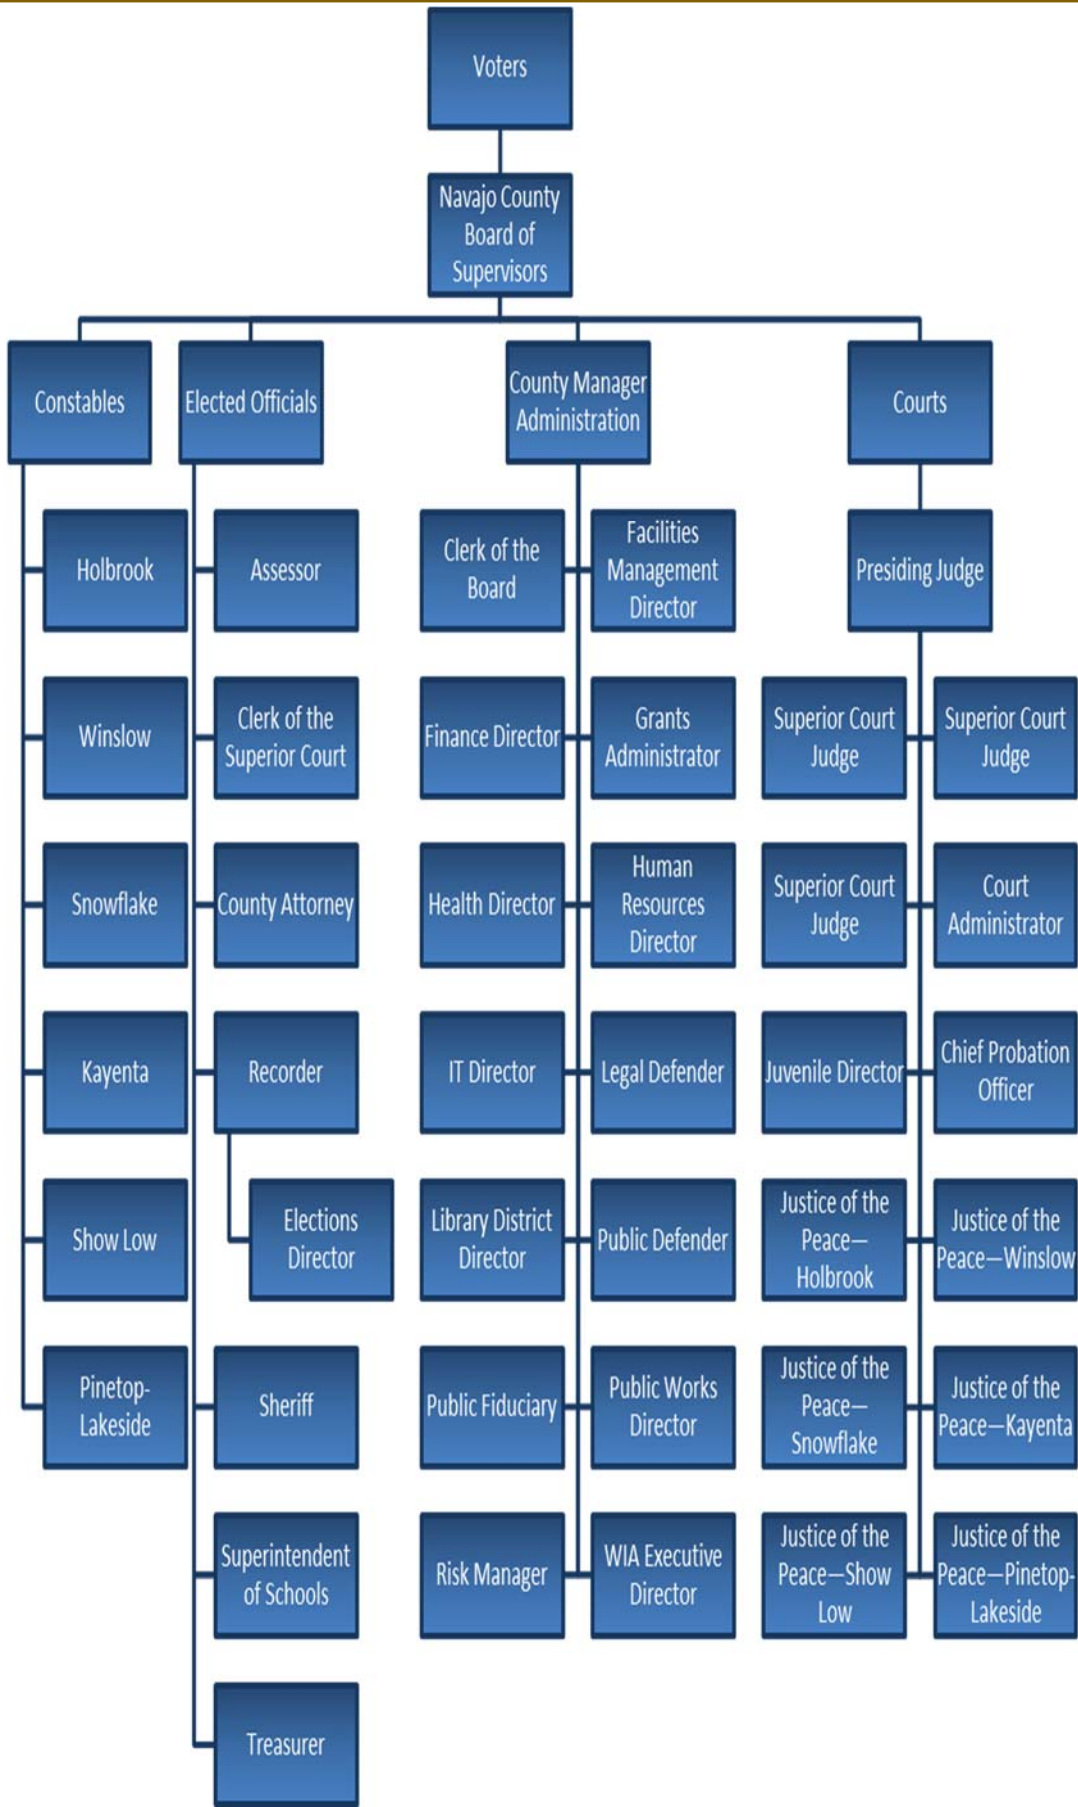 Voters
Navajo County
Board of
Supervisors
Constables
Elected Officials
County Manager
Administration
Courts
Holbrook
Assessor
Clerk of the
Board
Facilities
Management
Director
Presiding Judge
Winslow
Clerk of the
Superior Court
Finance Director
Grants
Administrator
Superior Court
Judge
Superior Court
Judge
Snowflake
County Attorney
Health Director
Human
Resources
Director
Superior Court
Judge
Court
Administrator
Kayenta
Recorder
IT Director
Legal Defender
Juvenile Director
Chief Probation
Officer
Show Low
Elections
Director
Library District
Director
Public Defender
Justice of the
Peace—
Holbrook
Justice of the
Peace—Winslow
Pinetop-
Lakeside
Sheriff
Public Fiduciary
Public Works
Director
Justice of the
Peace—
Snowflake
Justice of the
Peace—Kayenta
Superintendent
of Schools
Risk Manager
WIA Executive
Director
Justice of the
Peace—Show
Low
Justice of the
Peace—Pinetop-
Lakeside
Treasurer